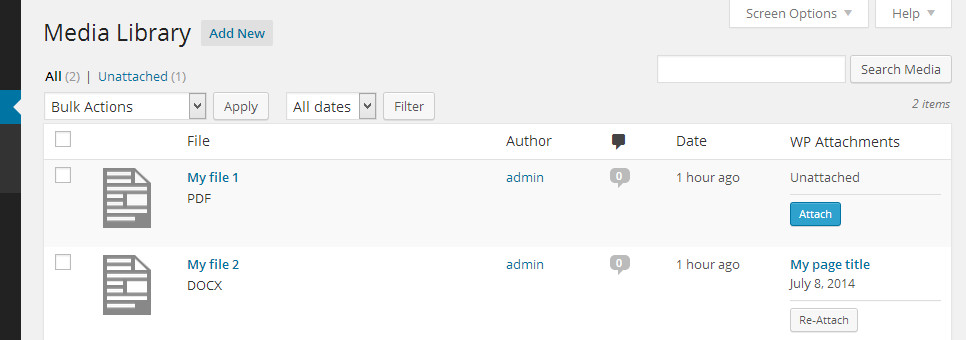 Screen Options Help
Media Library Add New
All (2) | Unattached (1)
Search Media
Bulk Actions Apply All dates Filter
2 items
File Author Date WP Attachments
My file 1 admin 0 1 hour ago Unattached
PDF
Attach
My file 2 admin 0 1 hour ago My page title
DOCX July 8, 2014
Re-Attach